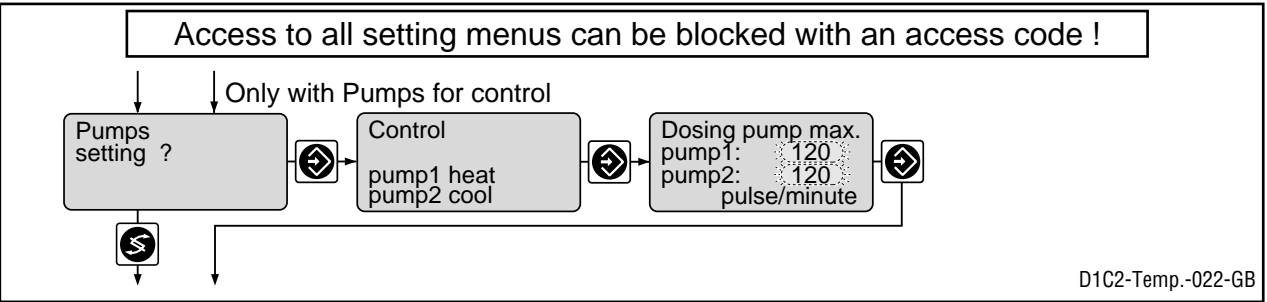 Access to all setting menus can be blocked with an access code !
Only with Pumps for control
Pumps
setting ?
Control
pump1 heat
pump2 cool
Dosing pump max.
pump1: 120
pump2: 120
pulse/minute
D1C2-Temp.-022-GB